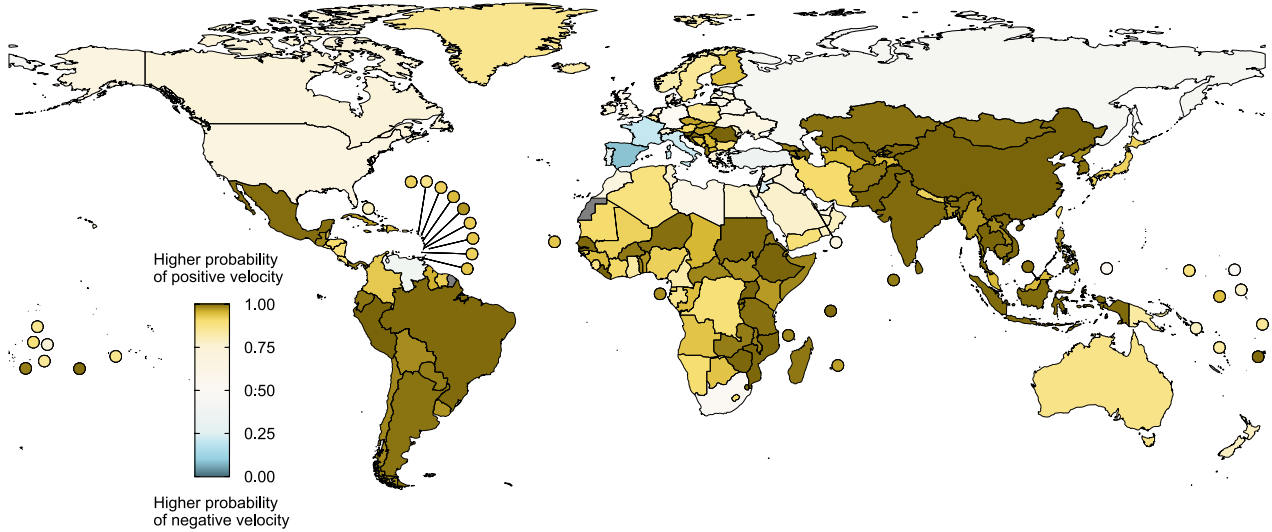 Higher probability
of positive velocity
1.00
0.75
0.50
0.25
0.00
Higher probability
of negative velocity